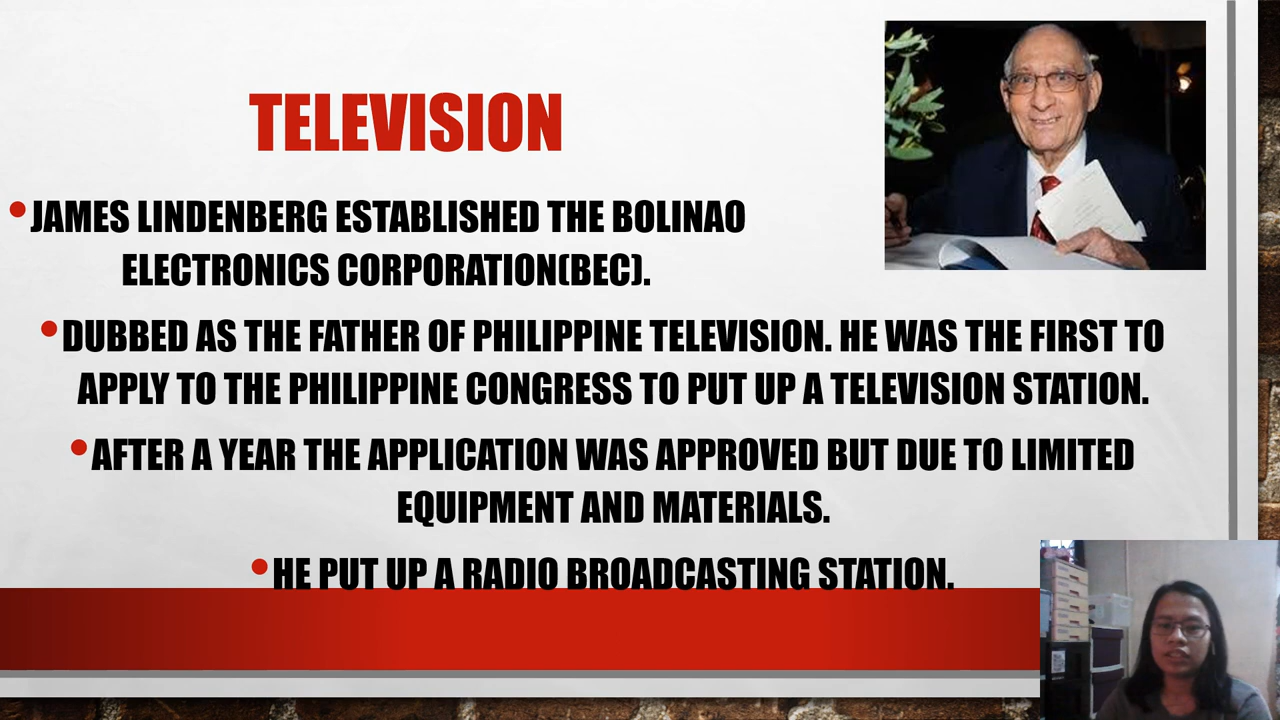 TELEVISION
•JAMES LINDENBERG ESTABLISHED THE BOLINAO
ELECTRONICS CORPORATION(BEC).
•DUBBED AS THE FATHER OF PHILIPPINE TELEVISION. HE WAS THE FIRST TO
APPLY TO THE PHILIPPINE CONGRESS TO PUT UP A TELEVISION STATION.
•AFTER A YEAR THE APPLICATION WAS APPROVED BUT DUE TO LIMITED
EQUIPMENT AND MATERIALS.
•HE PUT UP A RADIO BROADCASTING STATION.